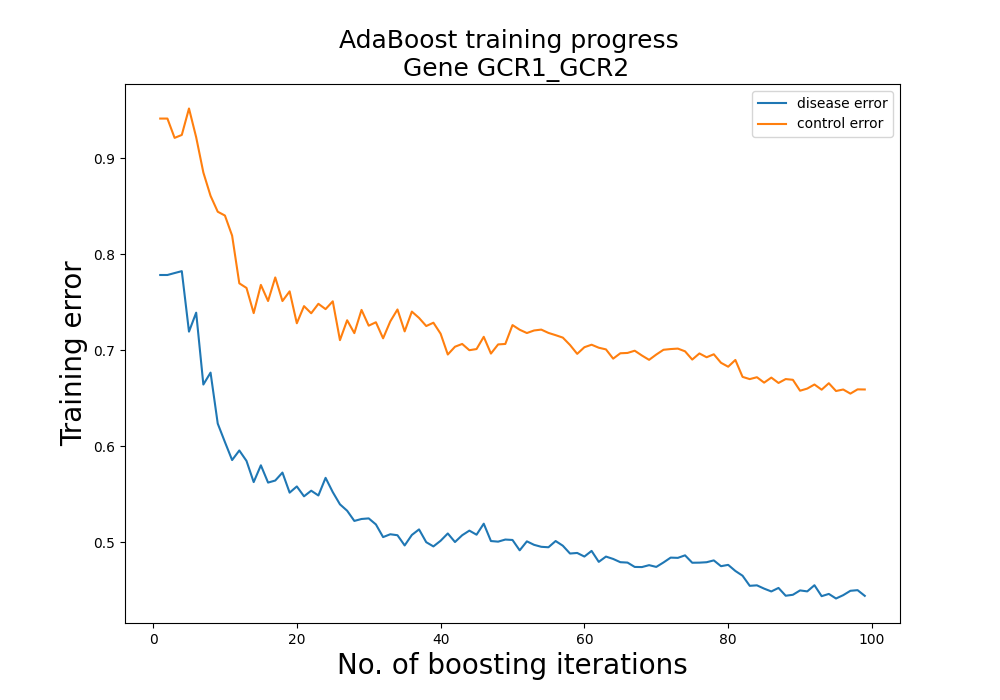 AdaBoost training progress
Gene GCR1_GCR2
disease error
control error
Training error
0.9
0.8
0.7
0.6
0.5
0 20 40 60 80 100
No. of boosting iterations